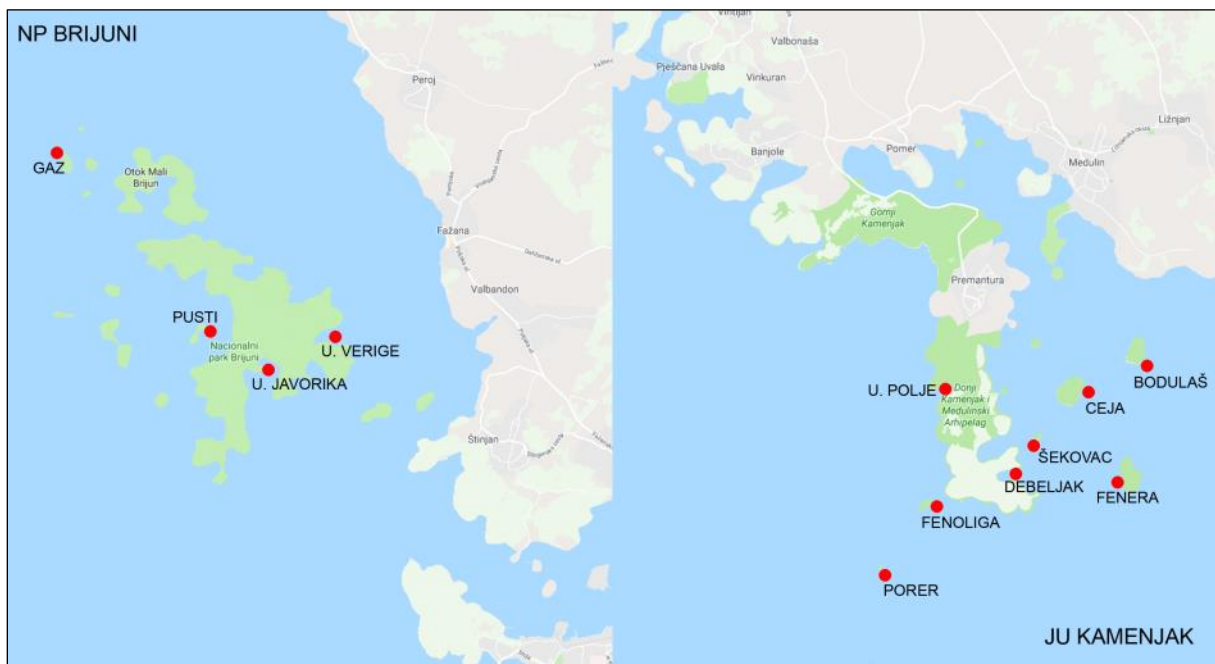 NP BRIJUNI
Peroj
GAZ
Otok Mali
Brijun
Fažana
Valbandon
PUSTI
Nacionalni
park Brijuni
U. VERIGE
U. JAVORIKA
Štinjan
Vintijan
Valbonaša
Pješčana Uvala
Vinkuran
Banjole
Pomer
Ližnjan
Medulin
Gornji
Kamenjak
Premantura
BODULAŠ
U. POLJE
Donji
Kamenjak i
Medulinski
Arhipelag
CEJA
ŠEKOVAC
DEBELJAK
FENERA
FENOLIGA
PORER
JU KAMENJAK